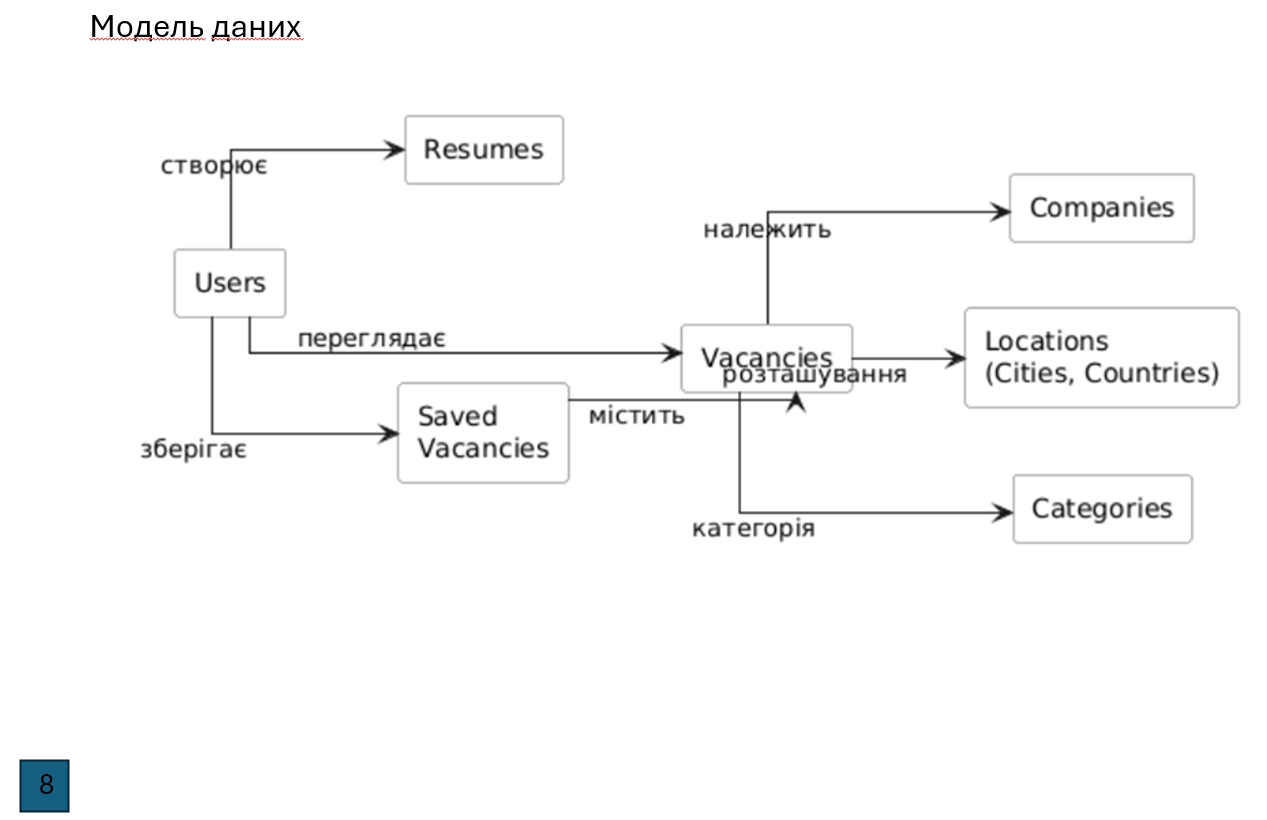 Модель даних
Resumes
створює
Companies
належить
Users
переглядає
Vacancies
розташування
Locations
(Cities, Countries)
Saved
Vacancies
містить
зберігає
Categories
категорія
8